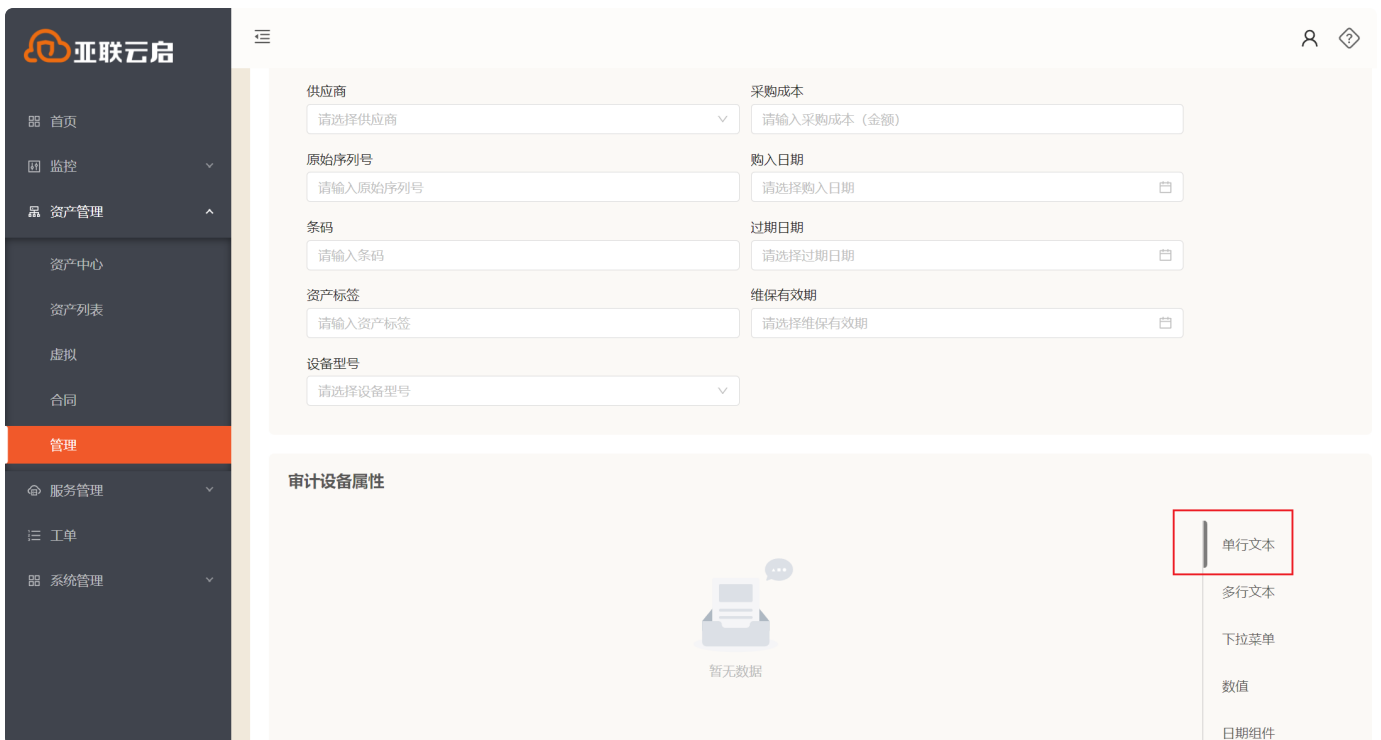 亚联云启
首页
监控
资产管理
资产中心
资产列表
虚拟
合同
管理
服务管理
工单
系统管理
供应商
采购成本
请选择供应商
请输入采购成本（金额）
原始序列号
购入日期
请输入原始序列号
请选择购入日期
条码
过期日期
请输入条码
请选择过期日期
资产标签
维保有效期
请输入资产标签
请选择维保有效期
设备型号
请选择设备型号
审计设备属性
暂无数据
单行文本
多行文本
下拉菜单
数值
日期组件